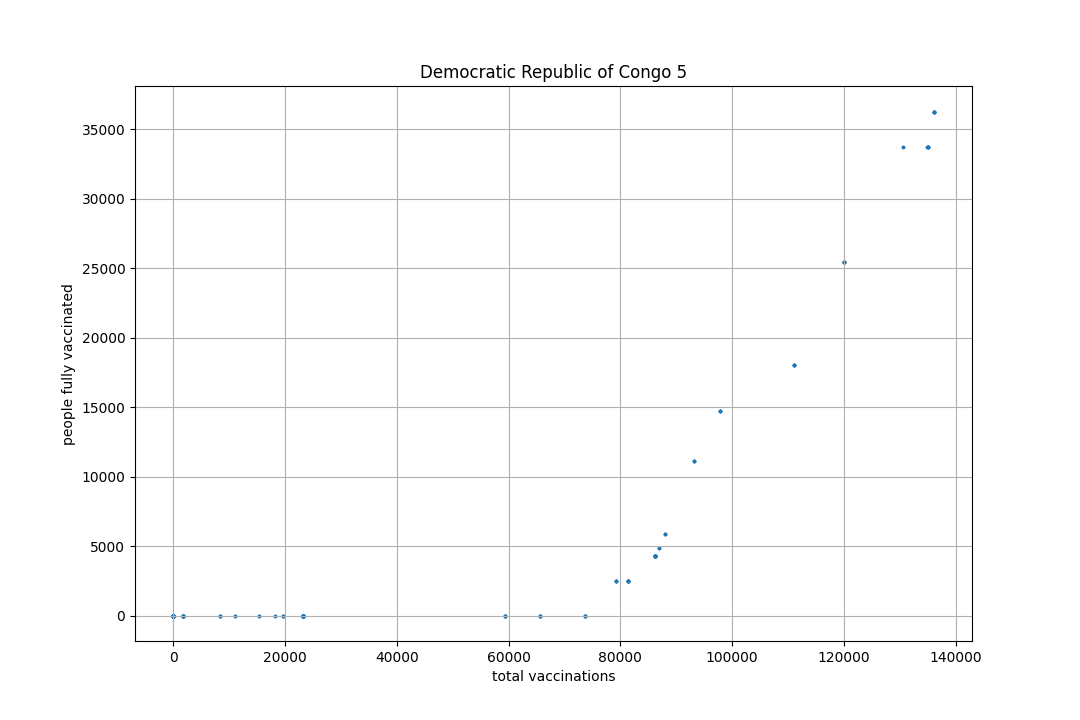 Democratic Republic of Congo 5
35000
30000
25000
20000
15000
10000
5000
0
people fully vaccinated
0 20000 40000 60000 80000 100000 120000 140000
total vaccinations